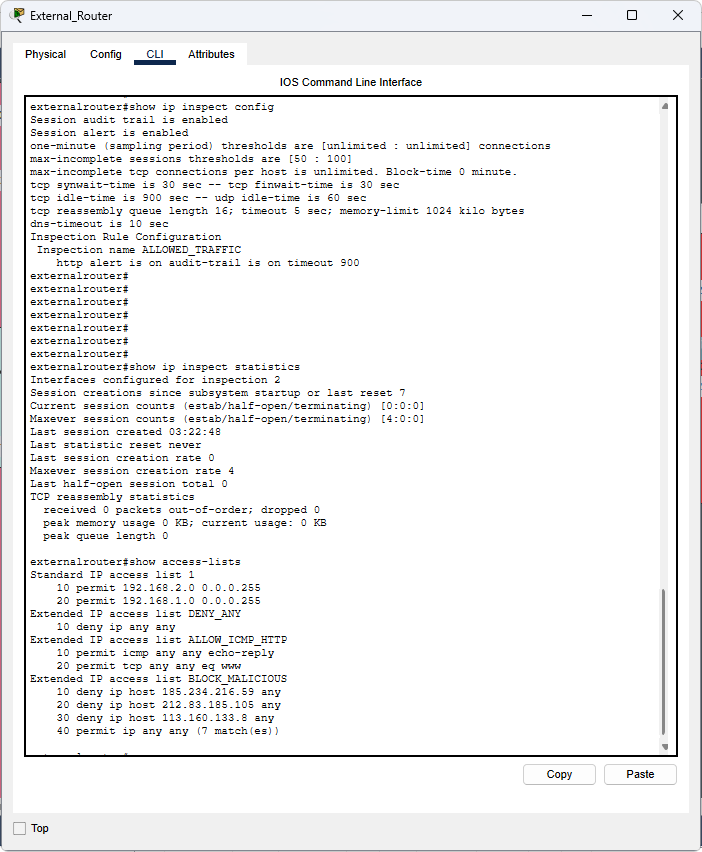 External_Router
Physical Config CLI Attributes
IOS Command Line Interface
externalrouter#show ip inspect config
Session audit trail is enabled
Session alert is enabled
one-minute (sampling period) thresholds are [unlimited : unlimited] connections
max-incomplete sessions thresholds are [50 : 100]
max-incomplete tcp connections per host is unlimited. Block-time 0 minute.
tcp synwait-time is 30 sec -- tcp finwait-time is 30 sec
tcp idle-time is 900 sec -- udp idle-time is 60 sec
tcp reassembly queue length 16; timeout 5 sec; memory-limit 1024 kilo bytes
dns-timeout is 10 sec
Inspection Rule Configuration
Inspection name ALLOWED_TRAFFIC
http alert is on audit-trail is on timeout 900
externalrouter#
externalrouter#
externalrouter#
externalrouter#
externalrouter#
externalrouter#
externalrouter#
externalrouter#show ip inspect statistics
Interfaces configured for inspection 2
Session creations since subsystem startup or last reset 7
Current session counts (estab/half-open/terminating) [0:0:0]
Maxever session counts (estab/half-open/terminating) [4:0:0]
Last session created 03:22:48
Last statistic reset never
Last session creation rate 0
Maxever session creation rate 4
Last half-open session total 0
TCP reassembly statistics
received 0 packets out-of-order; dropped 0
peak memory usage 0 KB; current usage: 0 KB
peak queue length 0
externalrouter#show access-lists
Standard IP access list 1
10 permit 192.168.2.0 0.0.0.255
20 permit 192.168.1.0 0.0.0.255
Extended IP access list DENY_ANY
10 deny ip any any
Extended IP access list ALLOW_ICMP_HTTP
10 permit icmp any any echo-reply
20 permit tcp any any eq www
Extended IP access list BLOCK_MALICIOUS
10 deny ip host 185.234.216.59 any
20 deny ip host 212.83.185.105 any
30 deny ip host 113.160.133.8 any
40 permit ip any any (7 match(es))
Copy Paste
Top